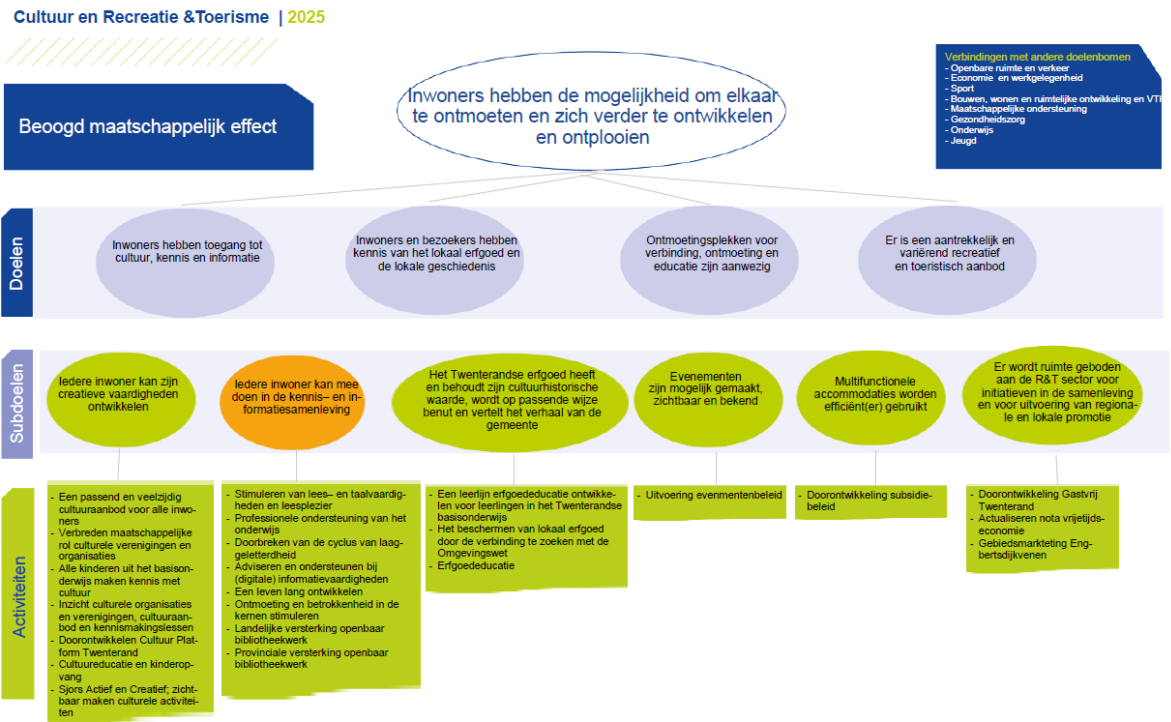 Cultuur en Recreatie &Toerisme | 2025
Beoogd maatschappelijk effect
Inwoners hebben de mogelijkheid om elkaar
te ontmoeten en zich verder te ontwikkelen
en ontplooien
Verbindingen met andere doelenbomen
- Openbare ruimte en verkeer
- Economie en werkgelegenheid
- Sport
- Bouwen, wonen en ruimtelijke ontwikkeling en VTH
- Maatschappelijke ondersteuning
- Gezondheidszorg
- Onderwijs
- Jeugd
Doelen
Inwoners hebben toegang tot
cultuur, kennis en informatie
Inwoners en bezoekers hebben
kennis van het lokaal erfgoed en
de lokale geschiedenis
Ontmoetingsplekken voor
verbinding, ontmoeting en
educatie zijn aanwezig
Er is een aantrekkelijk en
variërend recreatief
en toeristisch aanbod
Subdoelen
Iedere inwoner kan zijn
creatieve vaardigheden
ontwikkelen
Iedere inwoner kan mee
doen in de kennis– en in-
formatiesamenleving
Het Twenterandse erfgoed heeft
en behoudt zijn cultuurhistorische
waarde, wordt op passende wijze
benut en vertelt het verhaal van de
gemeente
Evenementen
zijn mogelijk gemaakt,
zichtbaar en bekend
Multifunctionele
accommodaties worden
efficiënt(er) gebruikt
Er wordt ruimte geboden
aan de R&T sector voor
initiatieven in de samenleving
en voor uitvoering van regiona-
le en lokale promotie
Activiteiten
- Een passend en veelzijdig
cultuuraanbod voor alle inwo-
ners
- Verbreden maatschappelijke
rol culturele verenigingen en
organisaties
- Alle kinderen uit het basison-
derwijs maken kennis met
cultuur
- Inzicht culturele organisaties
en verenigingen, cultuuraan-
bod en kennismakingslessen
- Doorontwikkelen Cultuur Plat-
form Twenterand
- Cultuureducatie en kinderop-
vang
- Sjors Actief en Creatief; zicht-
baar maken culturele activitei-
ten
- Stimuleren van lees– en taalvaardig-
heden en leesplezier
- Professionele ondersteuning van het
onderwijs
- Doorbreken van de cyclus van laag-
geletterdheid
- Adviseren en ondersteunen bij
(digitale) informatievaardigheden
- Een leven lang ontwikkelen
- Ontmoeting en betrokkenheid in de
kernen stimuleren
- Landelijke versterking openbaar
bibliotheekwerk
- Provinciale versterking openbaar
bibliotheekwerk
- Een leerlijn erfgoededucatie ontwikke-
len voor leerlingen in het Twenterandse
basisonderwijs
- Het beschermen van lokaal erfgoed
door de verbinding te zoeken met de
Omgevingswet
- Erfgoededucatie
- Uitvoering evenmentenbeleid
- Doorontwikkeling subsidie-
beleid
- Doorontwikkeling Gastvrij
Twenterand
- Actualiseren nota vrijetijds-
economie
- Gebiedsmarkteting Eng-
bertsdijkvenen